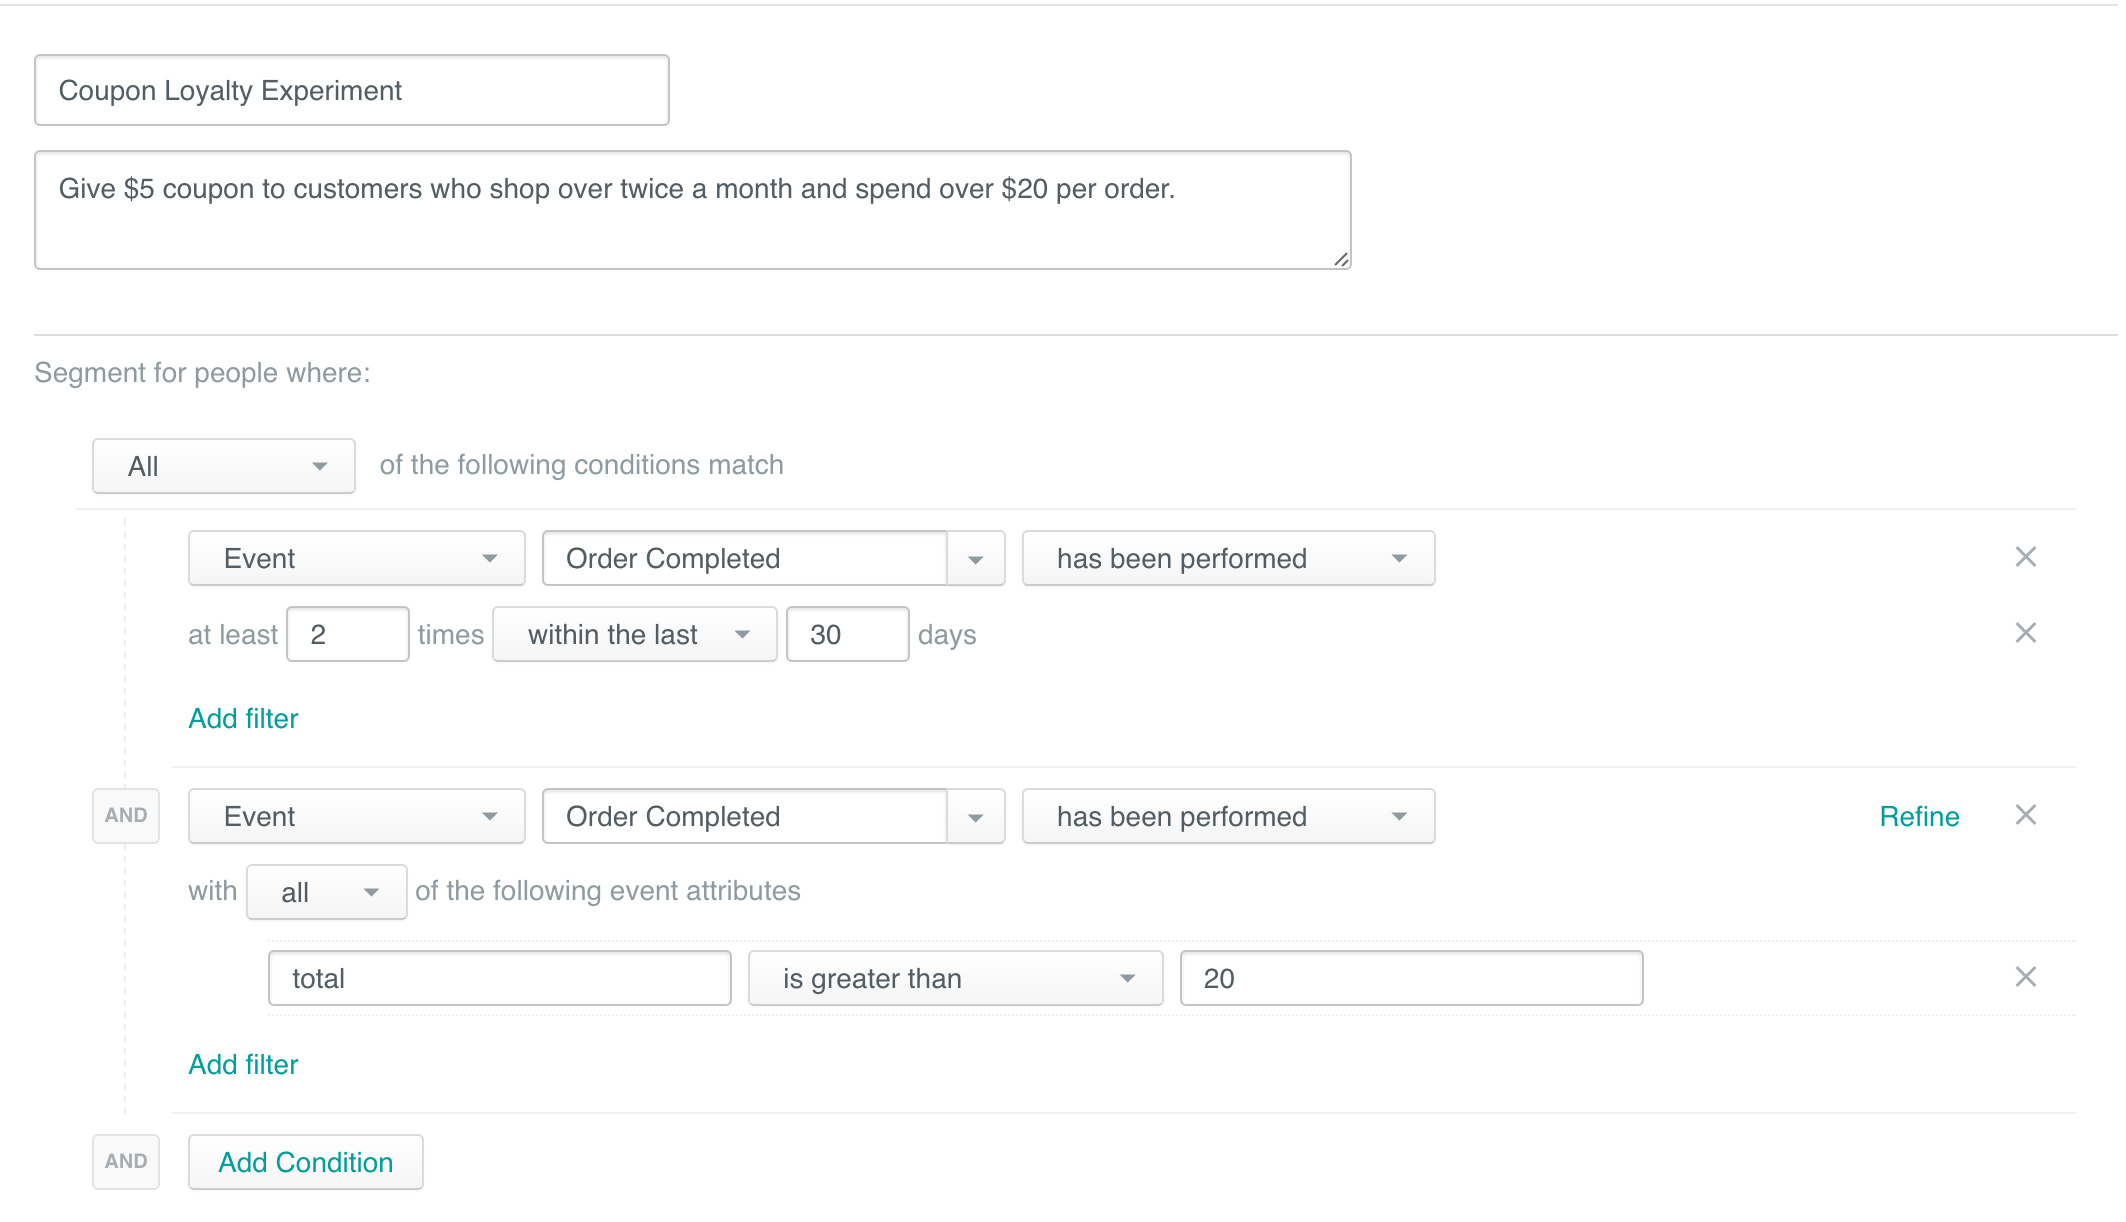 Coupon Loyalty Experiment
Give $5 coupon to customers who shop over twice a month and spend over $20 per order.
Segment for people where:
All of the following conditions match
Event Order Completed has been performed
at least 2 times within the last 30 days
Add filter
AND Event Order Completed has been performed Refine
with all of the following event attributes
total is greater than 20
Add filter
AND Add Condition